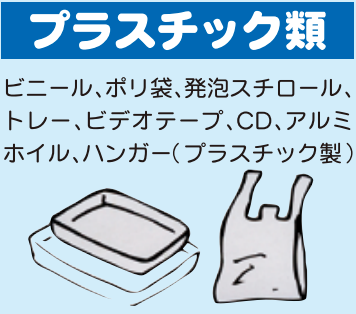 プラスチック類
ビニール、ポリ袋、発泡スチロール、
トレー、ビデオテープ、CD、アルミ
ホイル、ハンガー（プラスチック製）